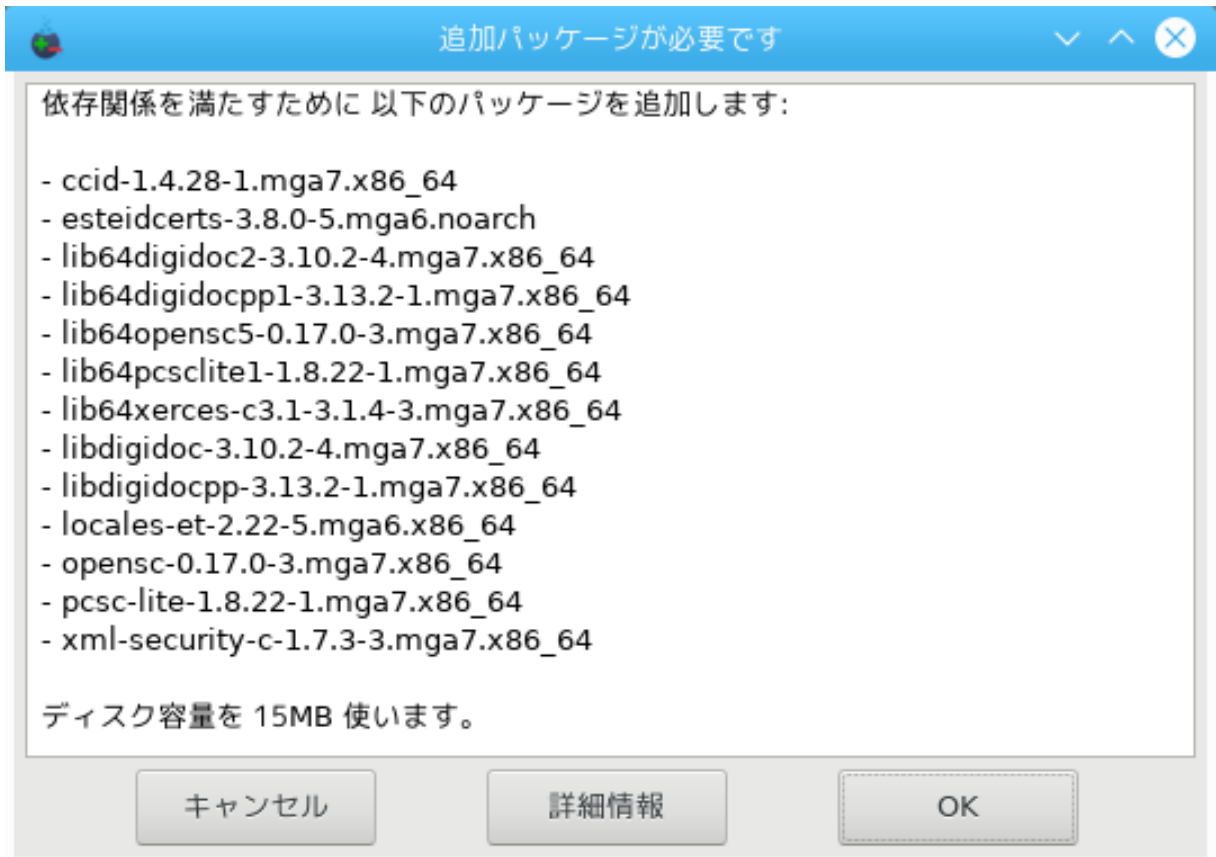 追加パッケージが必要です
依存関係を満たすために 以下のパッケージを追加します:
- ccid-1.4.28-1.mga7.x86_64
- esteidcerts-3.8.0-5.mga6.noarch
- lib64digidoc2-3.10.2-4.mga7.x86_64
- lib64digidocpp1-3.13.2-1.mga7.x86_64
- lib64opensc5-0.17.0-3.mga7.x86_64
- lib64pcsclite1-1.8.22-1.mga7.x86_64
- lib64xerces-c3.1-3.1.4-3.mga7.x86_64
- libdigidoc-3.10.2-4.mga7.x86_64
- libdigidocpp-3.13.2-1.mga7.x86_64
- locales-et-2.22-5.mga6.x86_64
- opensc-0.17.0-3.mga7.x86_64
- pcsc-lite-1.8.22-1.mga7.x86_64
- xml-security-c-1.7.3-3.mga7.x86_64
ディスク容量を 15MB 使います。
キャンセル
詳細情報
OK